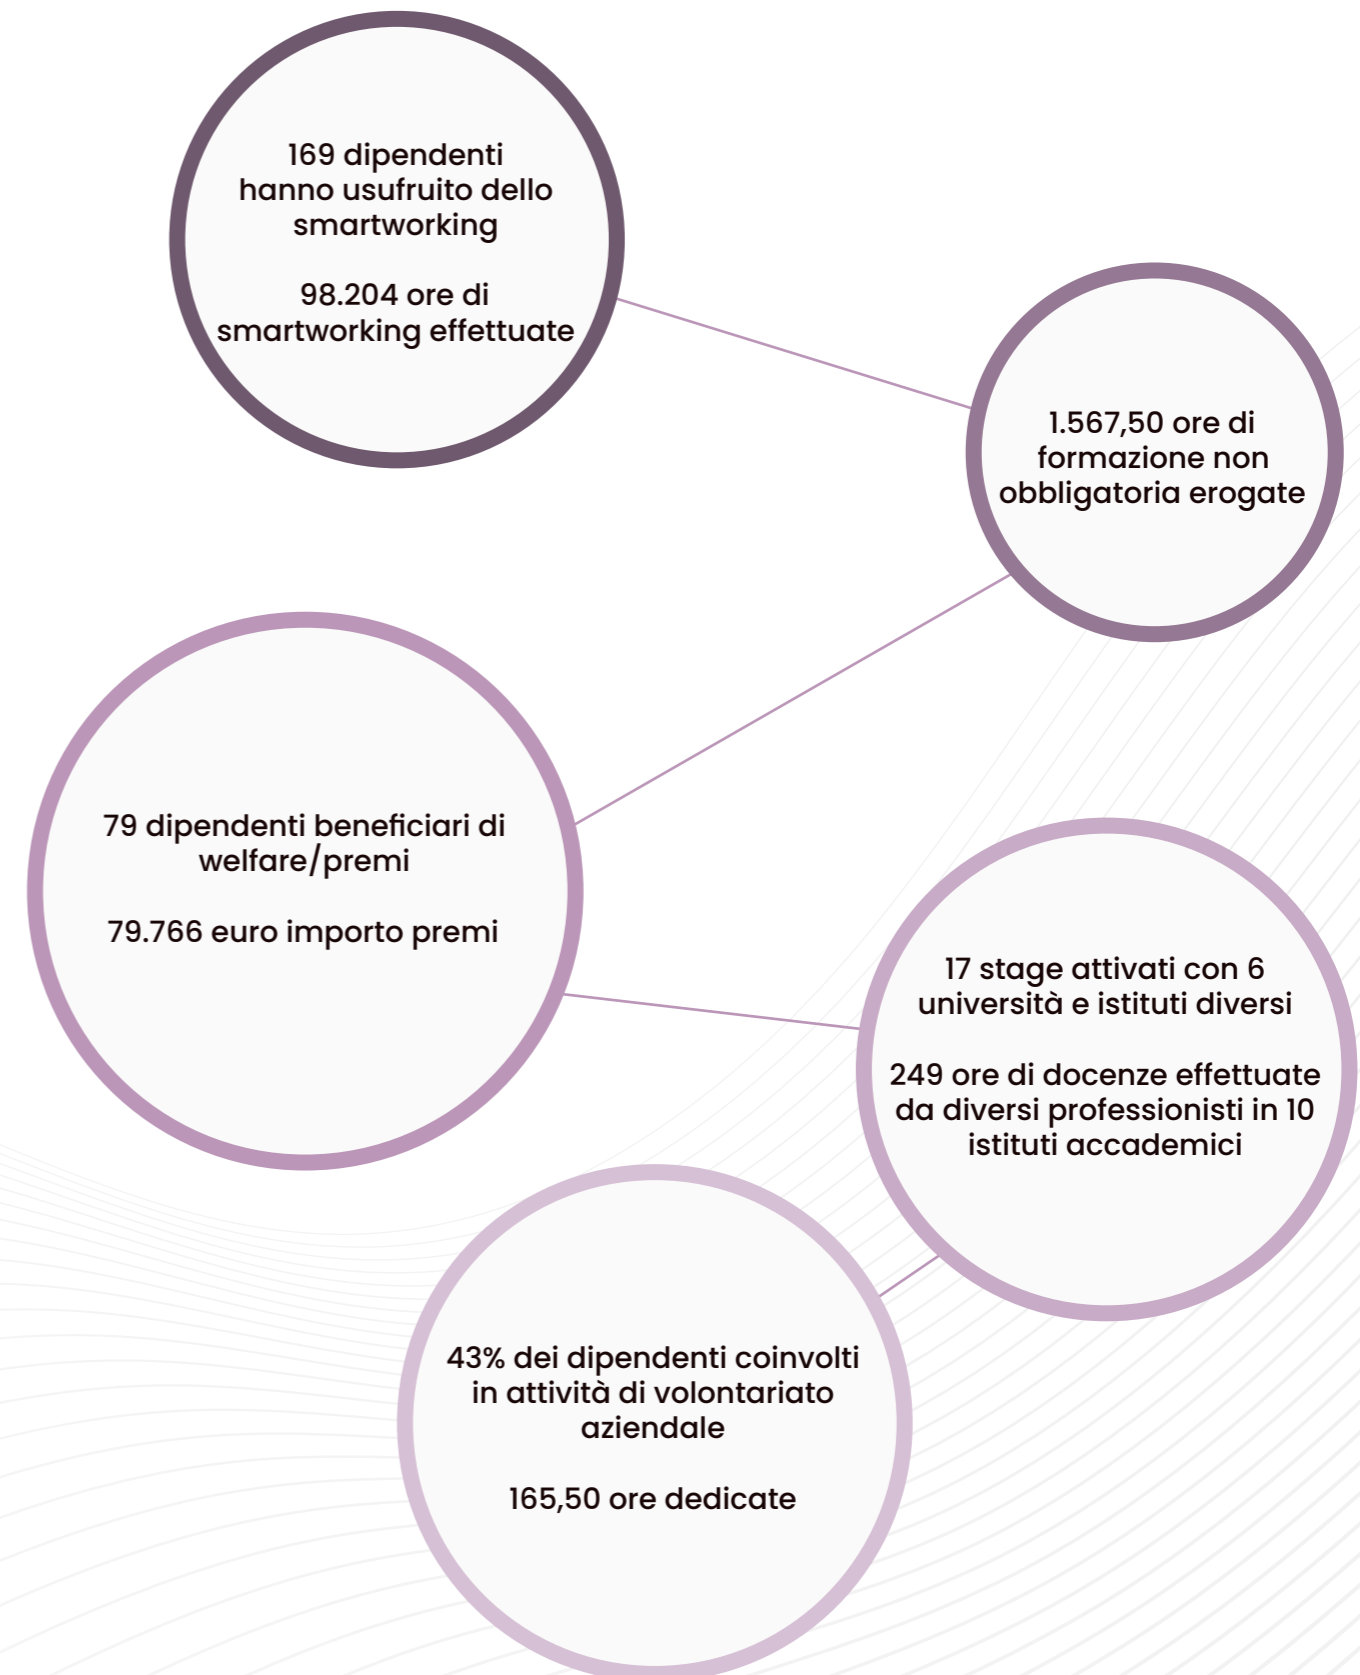 169 dipendenti
hanno usufruito dello
smartworking
98.204 ore di
smartworking effettuate
1.567,50 ore di
formazione non
obbligatoria erogate
79 dipendenti beneficiari di
welfare/premi
79.766 euro importo premi
17 stage attivati con 6
università e istituti diversi
249 ore di docenze effettuate
da diversi professionisti in 10
istituti accademici
43% dei dipendenti coinvolti
in attività di volontariato
aziendale
165,50 ore dedicate